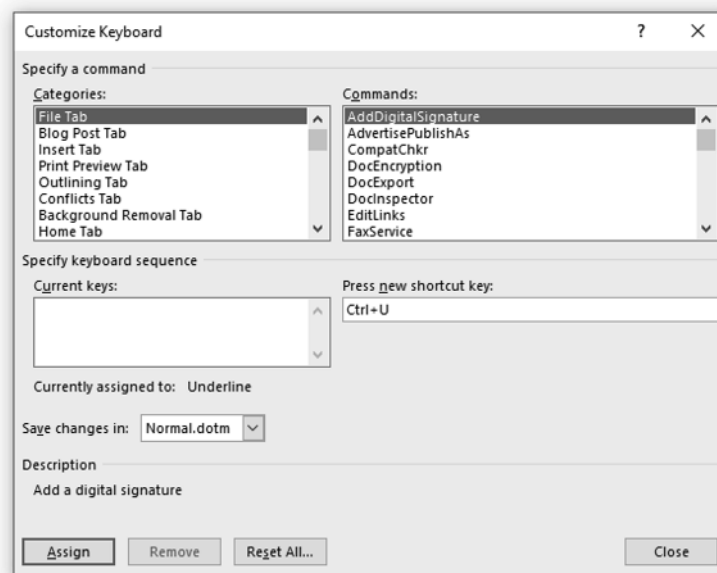 Customize Keyboard ?
Specify a command
Categories: Commands:
File Tab AddDigitalSignature
Blog Post Tab AdvertisePublishAs
Insert Tab CompatChkr
Print Preview Tab DocEncryption
Outlining Tab DocExport
Conflicts Tab DocInspector
Background Removal Tab EditLinks
Home Tab FaxService
Specify keyboard sequence
Current keys: Press new shortcut key:
Ctrl+U
Currently assigned to: Underline
Save changes in: Normal.dotm
Description
Add a digital signature
Assign Remove Reset All... Close